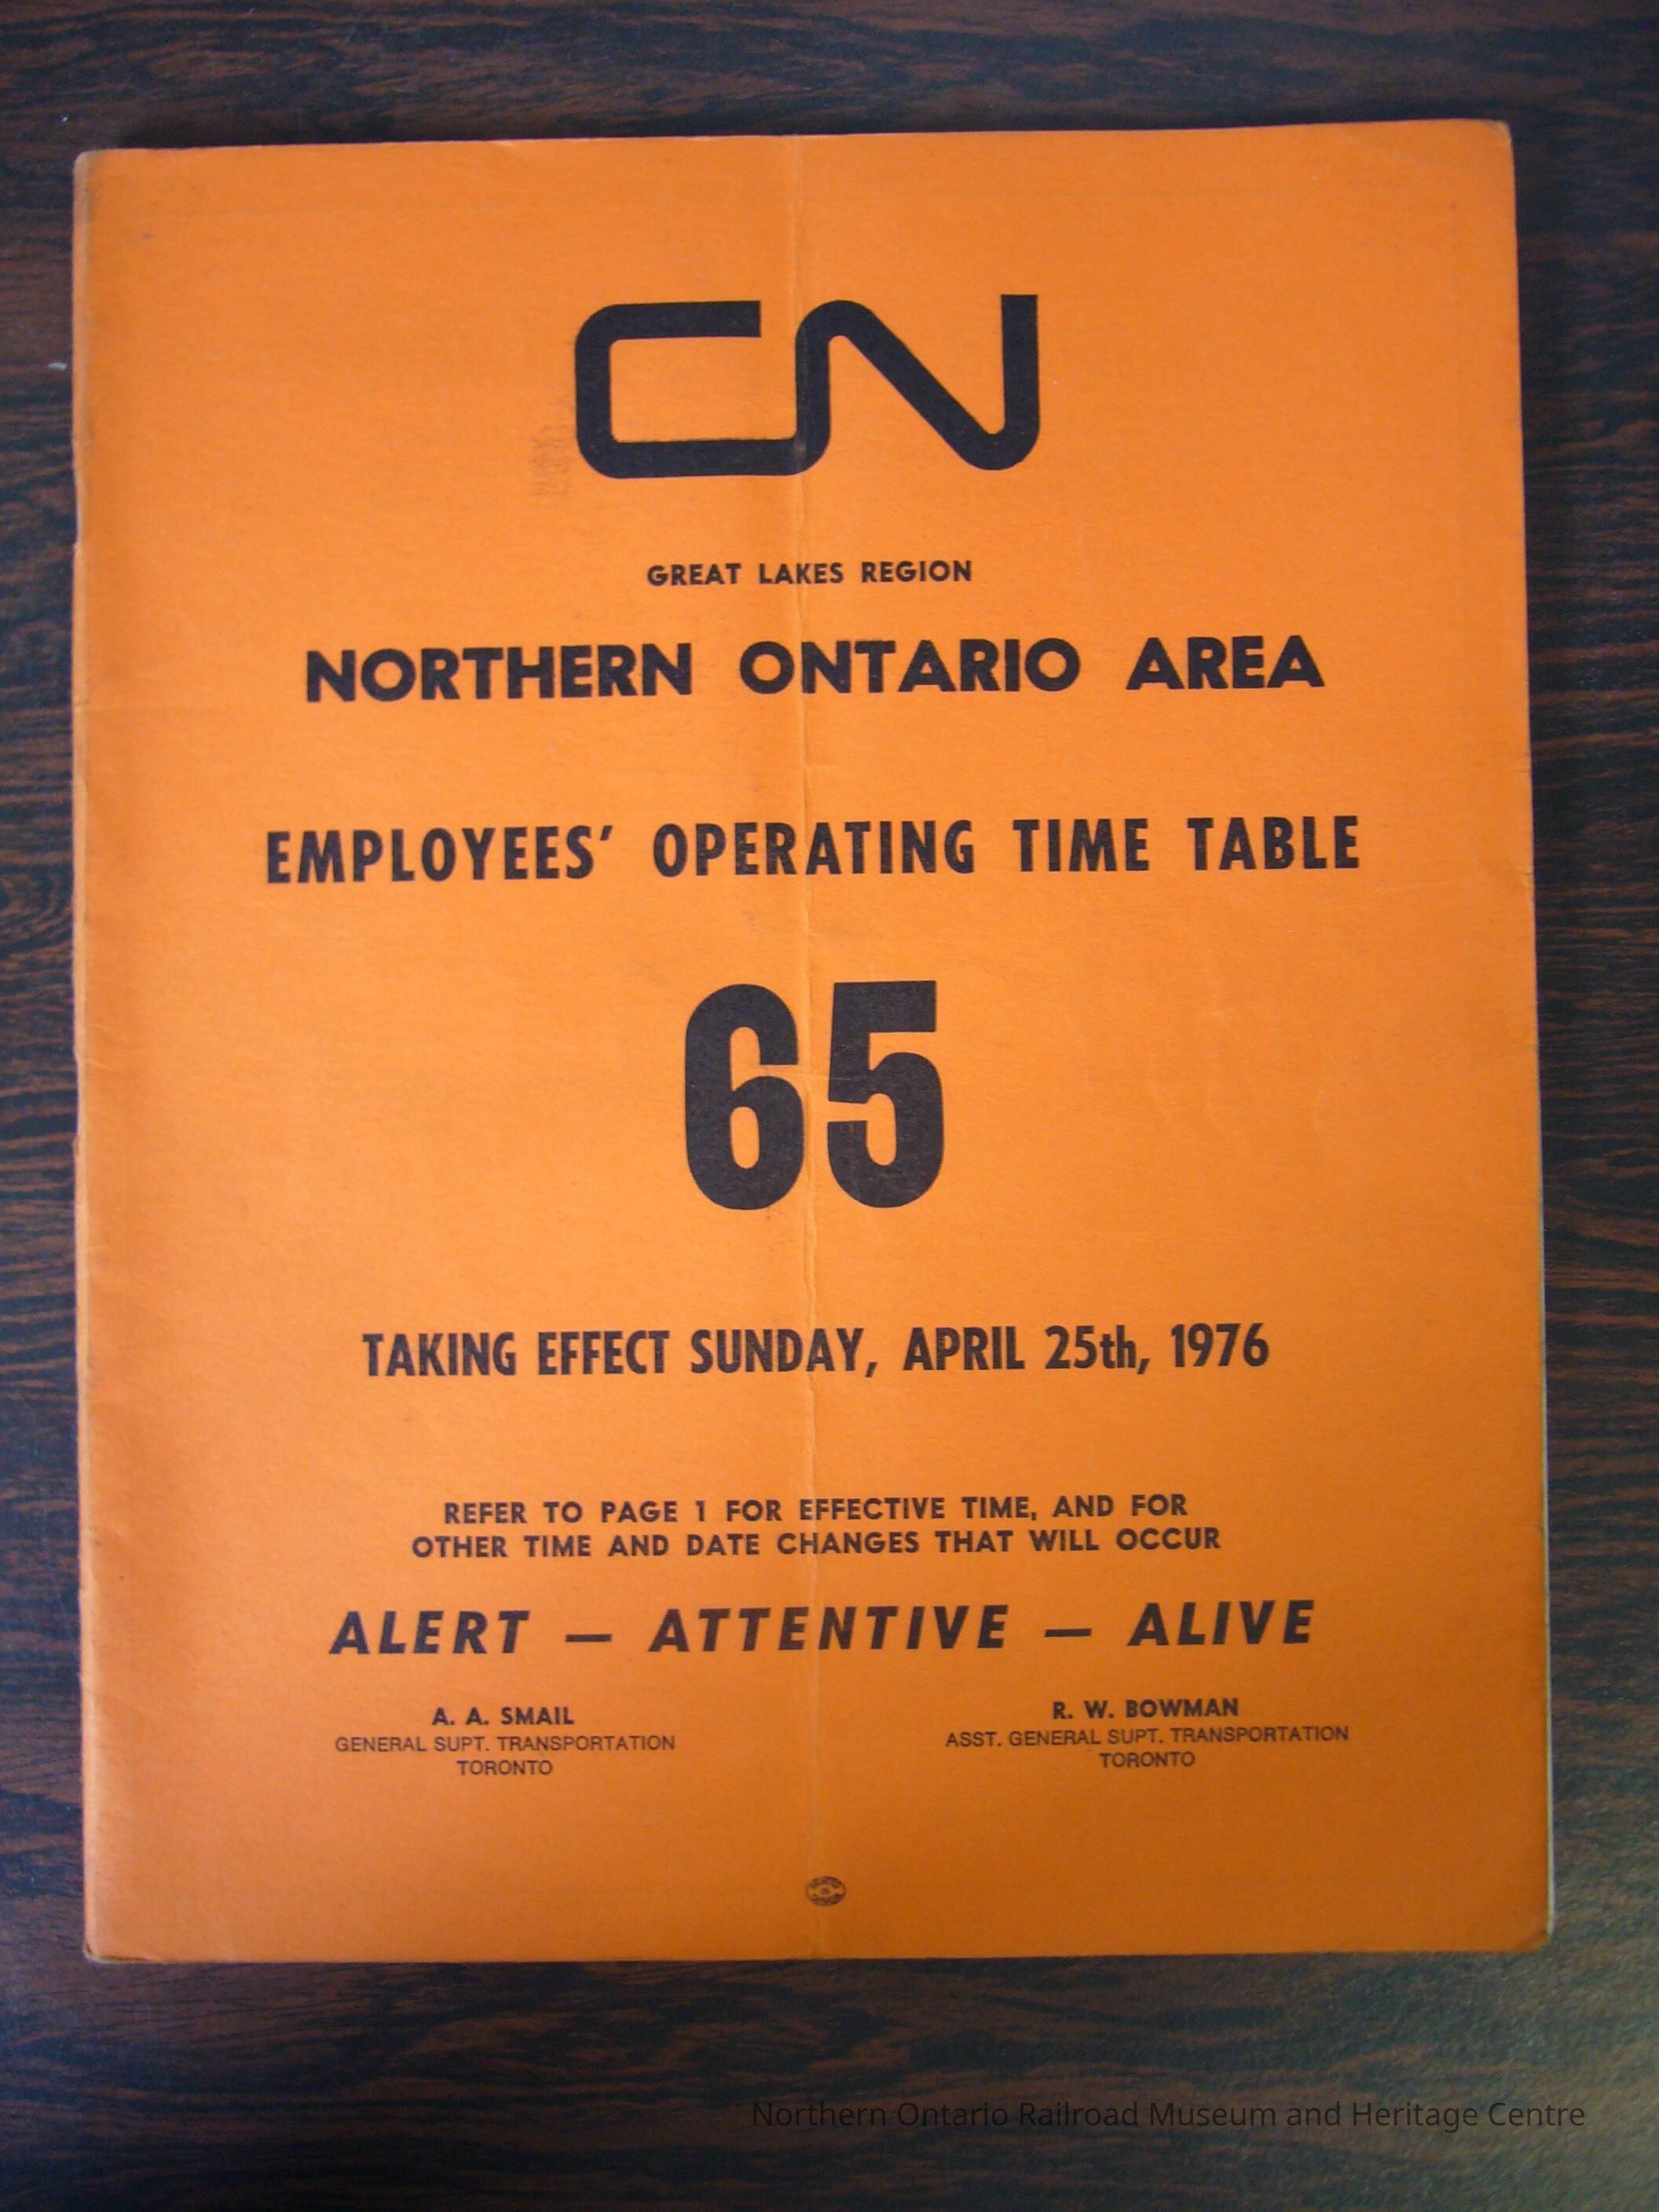 CN
GREAT LAKES REGION
NORTHERN ONTARIO AREA
EMPLOYEES' OPERATING TIME TABLE
65
TAKING EFFECT SUNDAY, APRIL 25th, 1976
REFER TO PAGE 1 FOR EFFECTIVE TIME, AND FOR
OTHER TIME AND DATE CHANGES THAT WILL OCCUR
ALERT — ATTENTIVE — ALIVE
A. A. SMAIL
GENERAL SUPT. TRANSPORTATION
TORONTO
R. W. BOWMAN
ASST. GENERAL SUPT. TRANSPORTATION
TORONTO
Northern Ontario Railroad Museum and Heritage Centre